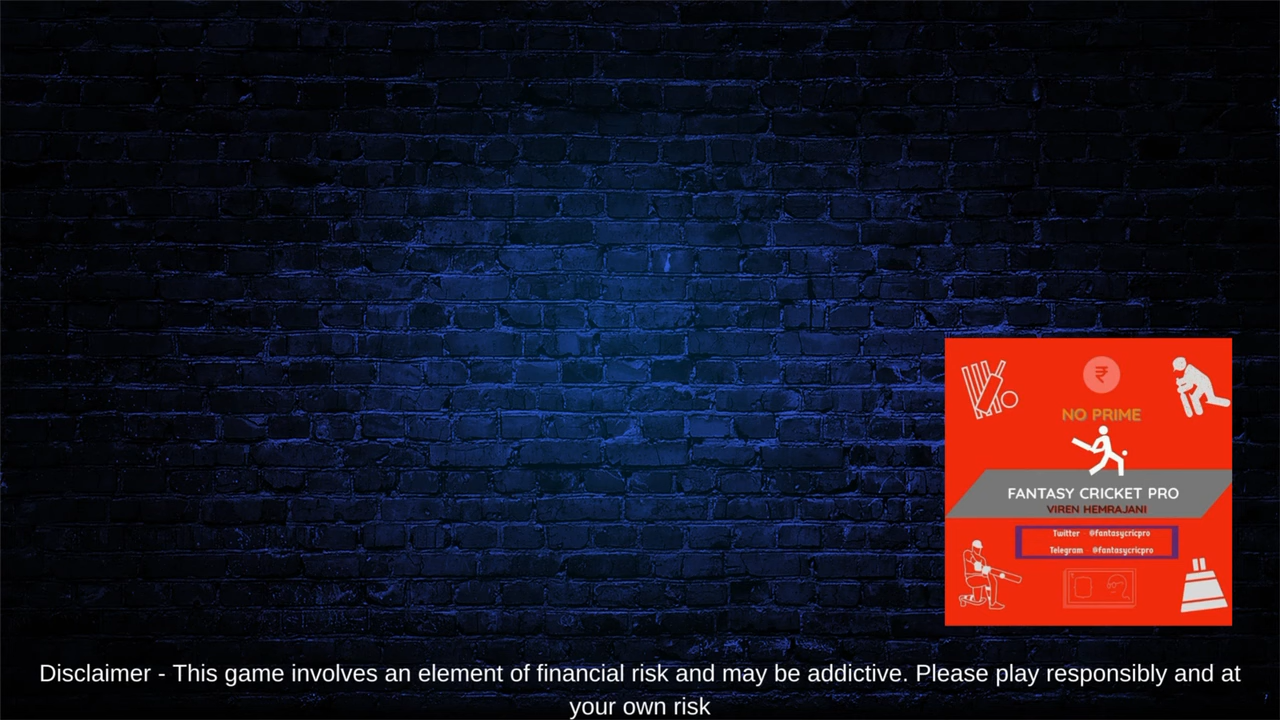 ₹
NO PRIME
FANTASY CRICKET PRO
VIREN HEMRAJANI
Twitter @fantasycricpro
Telegram @fantasycricpro
Disclaimer - This game involves an element of financial risk and may be addictive. Please play responsibly and at
your own risk